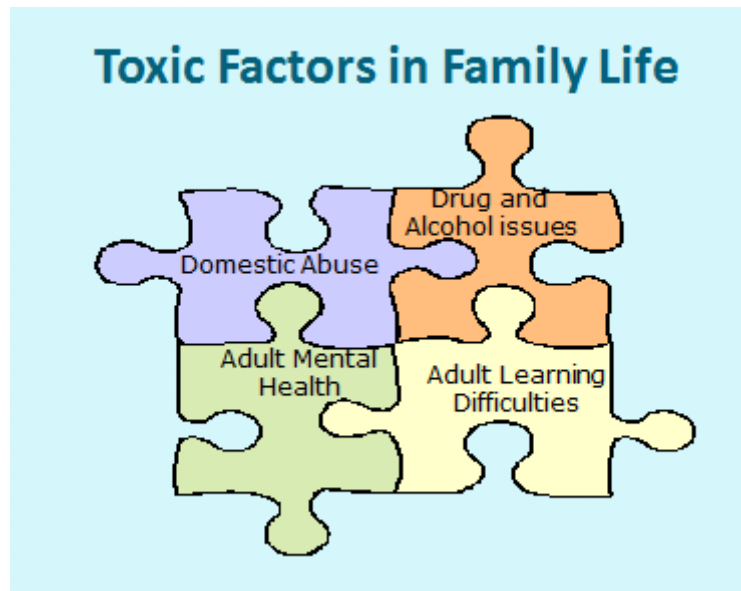 Toxic Factors in Family Life
Domestic Abuse
Drug and
Alcohol issues
Adult Mental
Health
Adult Learning
Difficulties